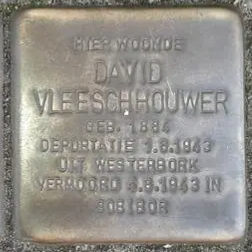 HIER WOONDE
DAVID
VLEESCHHOUWER
GEB. 1884
DEPORTATIE 1.6.1943
UIT WESTERBORK
VERMOORD 4.6.1943 IN
SOBIBOR